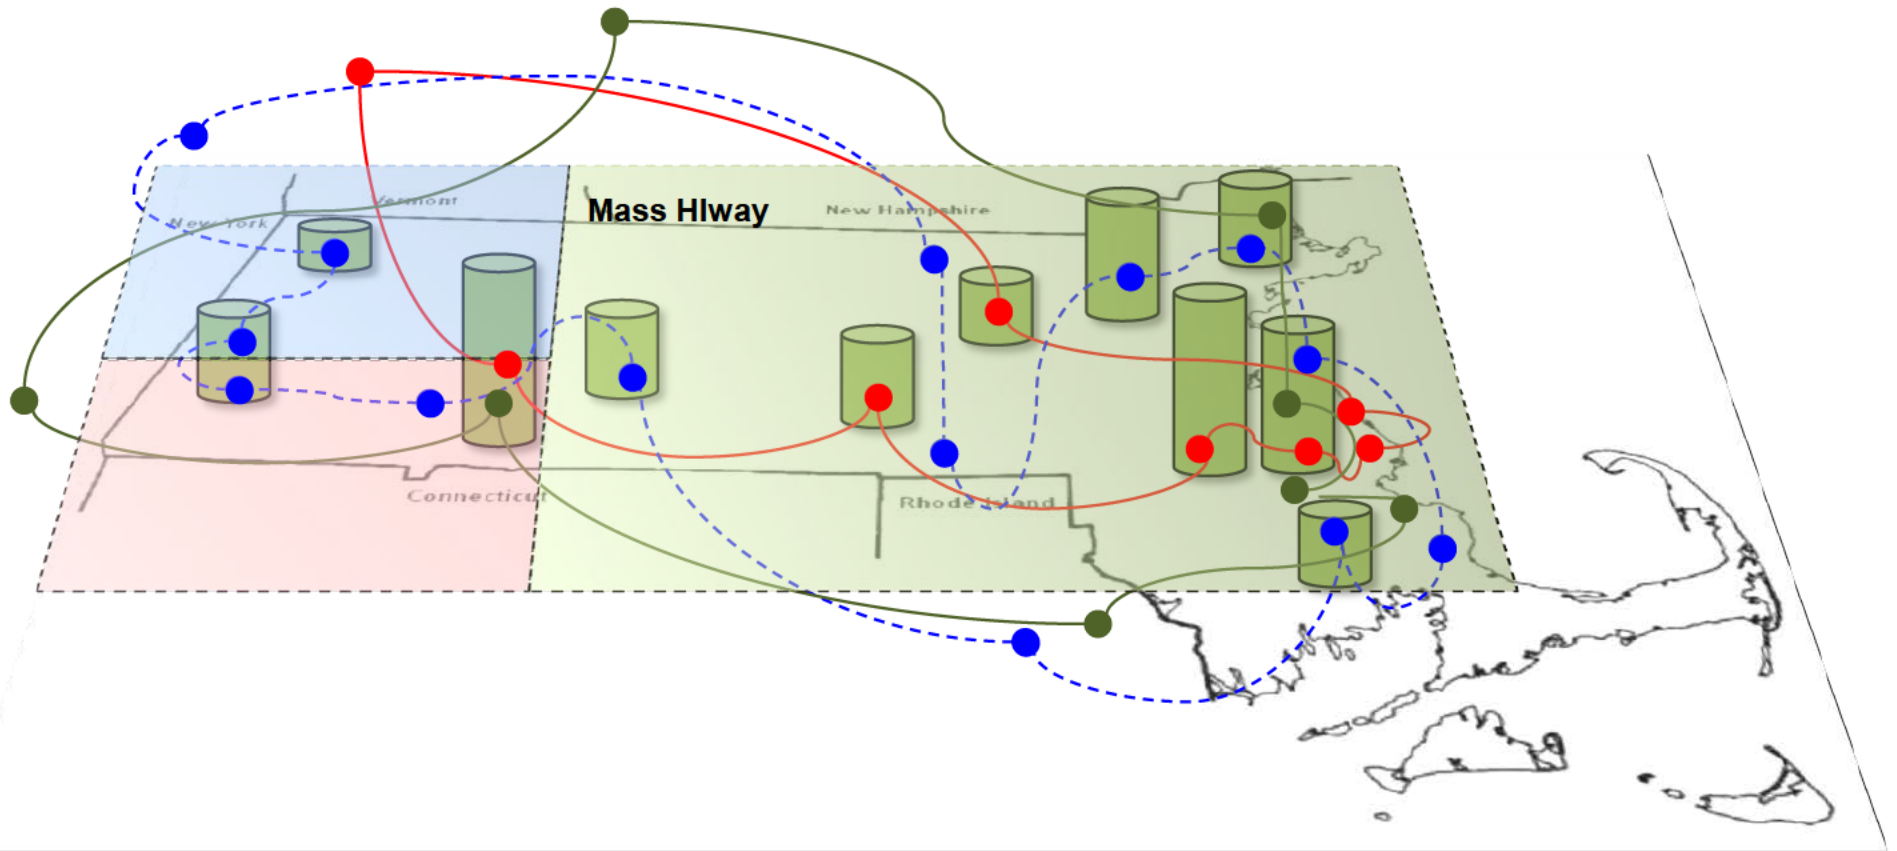 Vermont
New York
Mass HIway
New Hampshire
Connecticut
Rhode Island